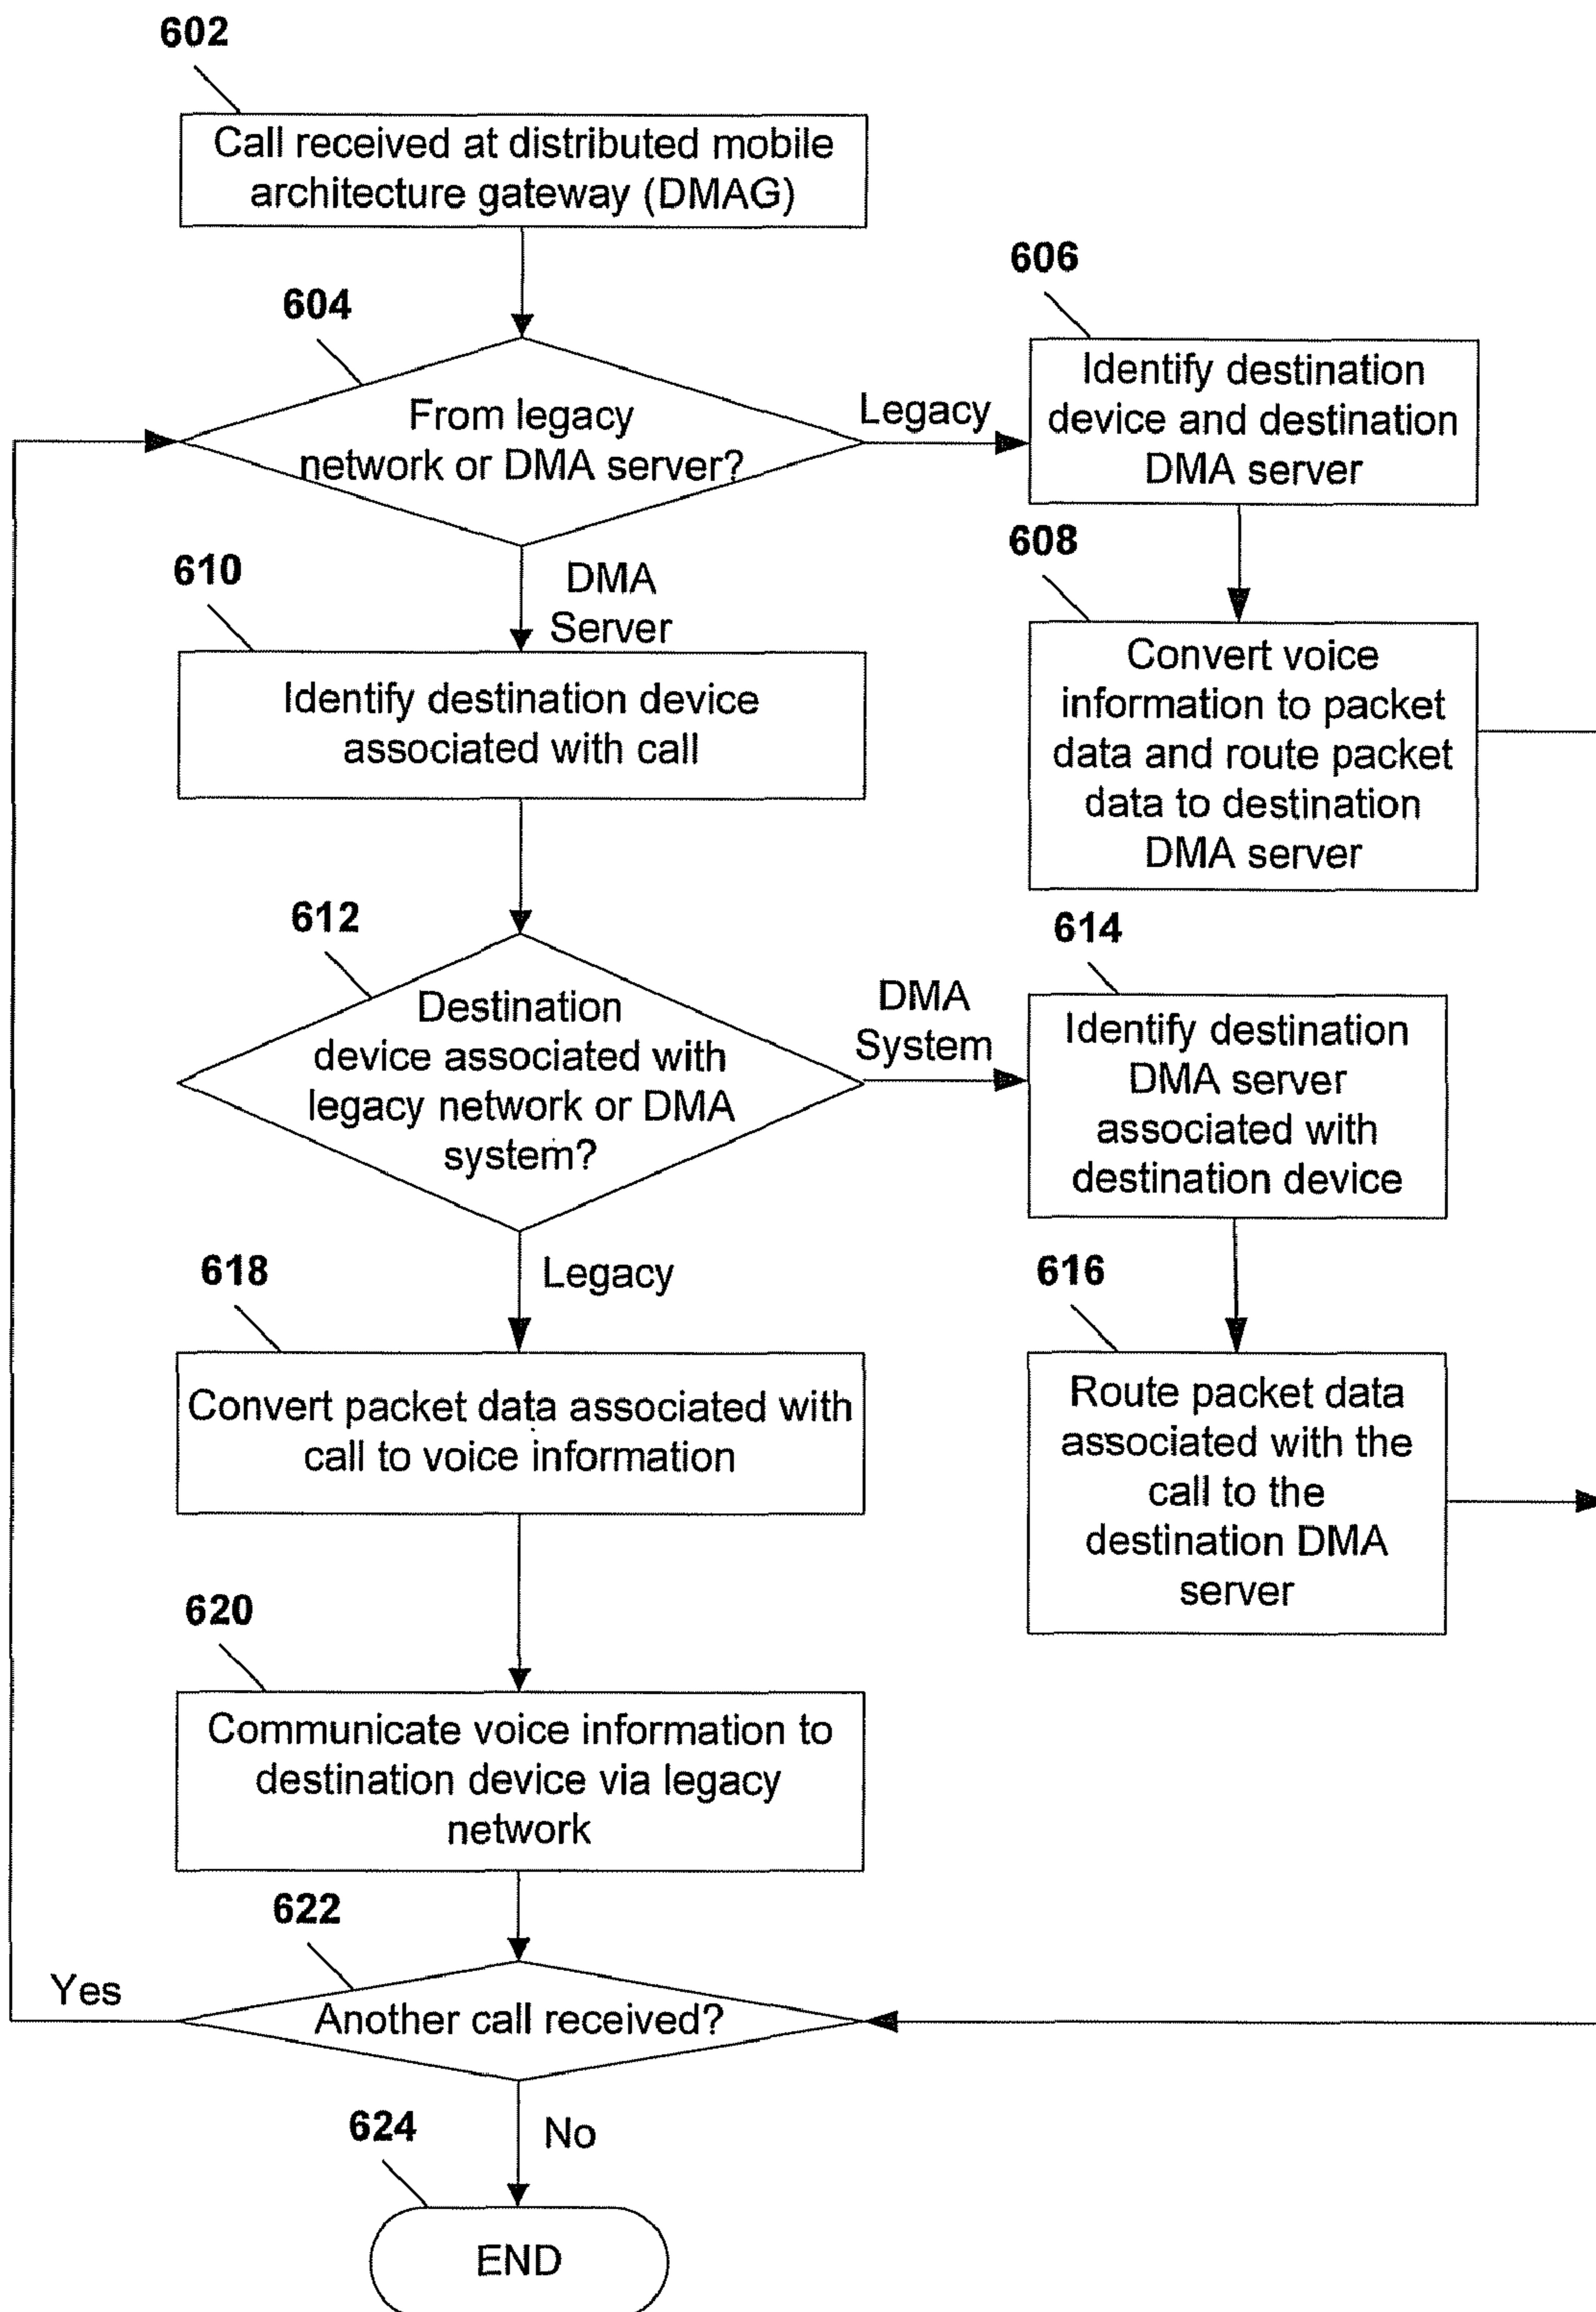 602
Call received at distributed mobile
architecture gateway (DMAG)
604
From legacy
network or DMA server?
Legacy
606
Identify destination
device and destination
DMA server
608
Convert voice
information to packet
data and route packet
data to destination
DMA server
DMA
Server
610
Identify destination device
associated with call
612
Destination
device associated with
legacy network or DMA
system?
DMA
System
614
Identify destination
DMA server
associated with
destination device
616
Route packet data
associated with the
call to the
destination DMA
server
Legacy
618
Convert packet data associated with
call to voice information
620
Communicate voice information to
destination device via legacy
network
622
Another call received?
Yes
No
624
END